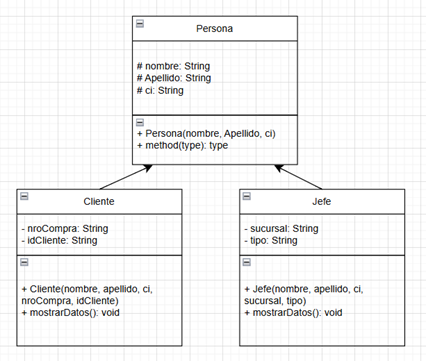 Persona
# nombre: String
# Apellido: String
# ci: String
+ Persona(nombre, Apellido, ci)
+ method(type): type
Cliente
- nroCompra: String
- idCliente: String
+ Cliente(nombre, apellido, ci,
nroCompra, idCliente)
+ mostrarDatos(): void
Jefe
- sucursal: String
- tipo: String
+ Jefe(nombre, apellido, ci,
sucursal, tipo)
+ mostrarDatos(): void